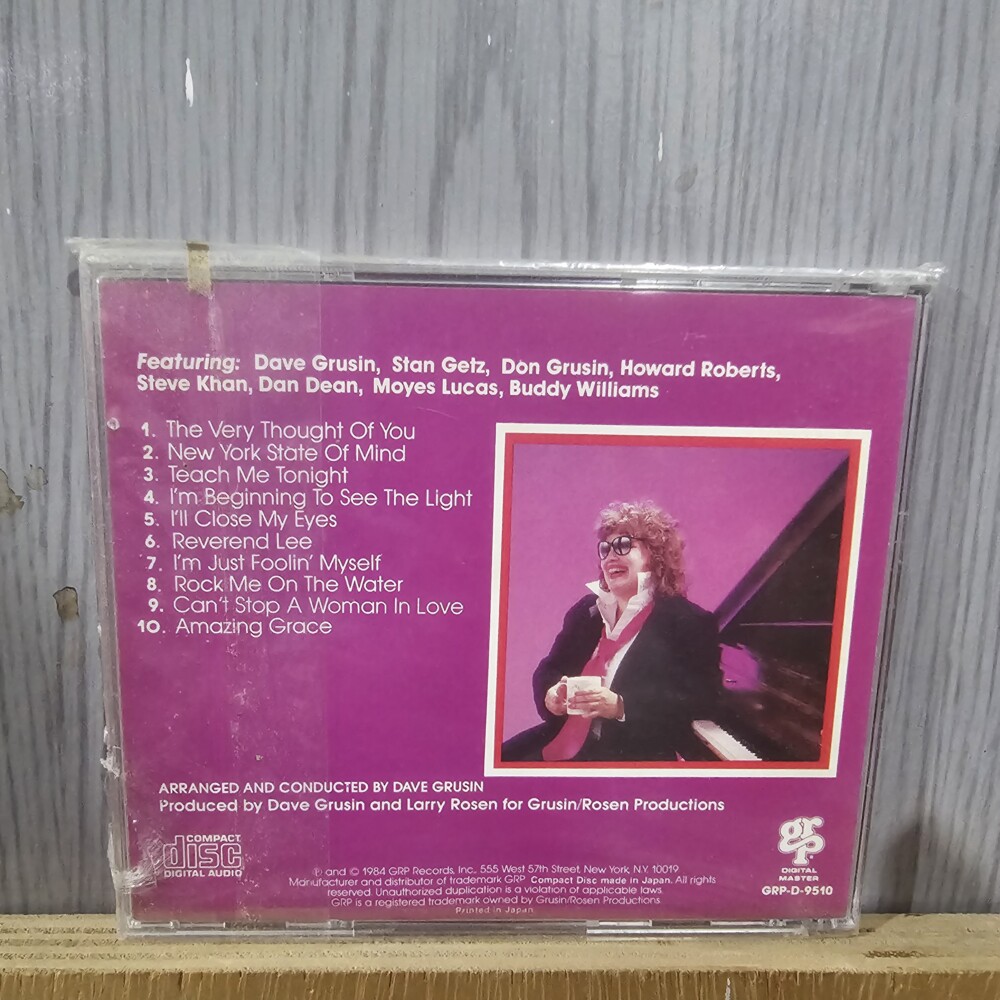 Featuring: Dave Grusin, Stan Getz, Don Grusin, Howard Roberts,
Steve Khan, Dan Dean, Moyes Lucas, Buddy Williams
1. The Very Thought Of You
2. New York State Of Mind
3. Teach Me Tonight
4. I'm Beginning To See The Light
5. I'll Close My Eyes
6. Reverend Lee
7. I'm Just Foolin' Myself
8. Rock Me On The Water
9. Can't Stop A Woman In Love
10. Amazing Grace
ARRANGED AND CONDUCTED BY DAVE GRUSIN
Produced by Dave Grusin and Larry Rosen for Grusin/Rosen Productions
COMPACT
disc
DIGITAL AUDIO
℗ and © 1984 GRP Records, Inc., 555 West 57th Street, New York, N.Y. 10019
Manufacturer and distributor of trademark GRP. Compact Disc made in Japan. All rights
reserved. Unauthorized duplication is a violation of applicable laws.
GRP is a registered trademark owned by Grusin/Rosen Productions.
Printed in Japan.
grp
DIGITAL
MASTER
GRP-D-9510